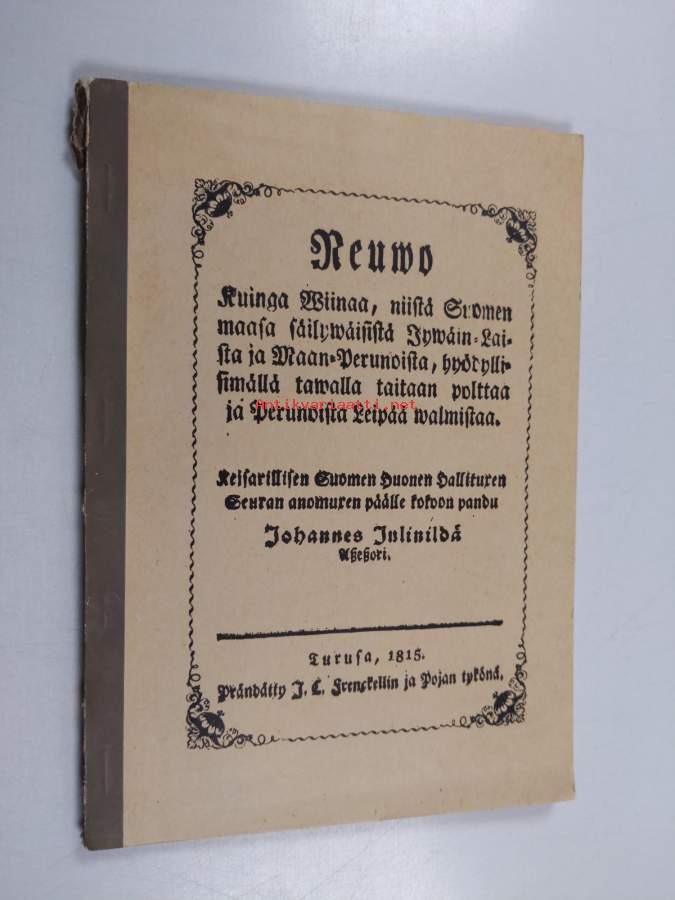 Neuwo
Kuinga Wiinaa, niistä Suomen
maasa säilywäisistä Jywäin-Lai-
sta ja Maan-Perunoista, hyödylli-
simällä tawalla taitaan polttaa
ja Perunoista Leipää walmistaa.
Antikvariaatti.net
Keisarillisen Suomen Huonen Hallituxen
Seuran anomuxen päälle kokoon pandu
Johannes Julinildä
Aßeßori.
Turusa, 1815.
Prändätty J. C. Frenckellin ja Pojan tykönä.